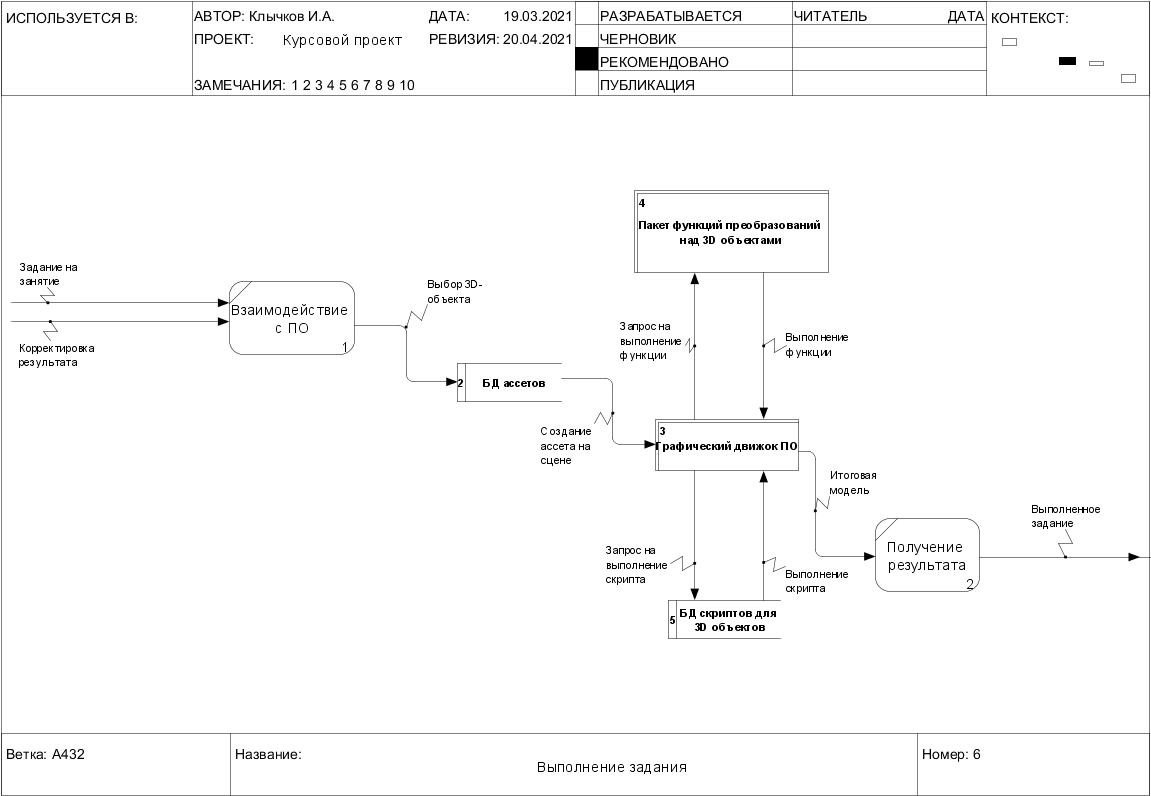 ИСПОЛЬЗУЕТСЯ В:
АВТОР: Клычков И.А.
ДАТА: 19.03.2021
ПРОЕКТ: Курсовой проект
РЕВИЗИЯ: 20.04.2021
ЗАМЕЧАНИЯ: 1 2 3 4 5 6 7 8 9 10
РАЗРАБАТЫВАЕТСЯ
ЧЕРНОВИК
РЕКОМЕНДОВАНО
ПУБЛИКАЦИЯ
ЧИТАТЕЛЬ
ДАТА
КОНТЕКСТ:
4
Пакет функций преобразований
над 3D объектами
Задание на
занятие
Корректировка
результата
Взаимодействие
с ПО
1
Выбор 3D-
объекта
2
БД ассетов
Создание
ассета на
сцене
Запрос на
выполнение
функции
Выполнение
функции
3
Графический движок ПО
Запрос на
выполнение
скрипта
Выполнение
скрипта
5
БД скриптов для
3D объектов
Итоговая
модель
Получение
результата
2
Выполненное
задание
Ветка: A432
Название:
Выполнение задания
Номер: 6